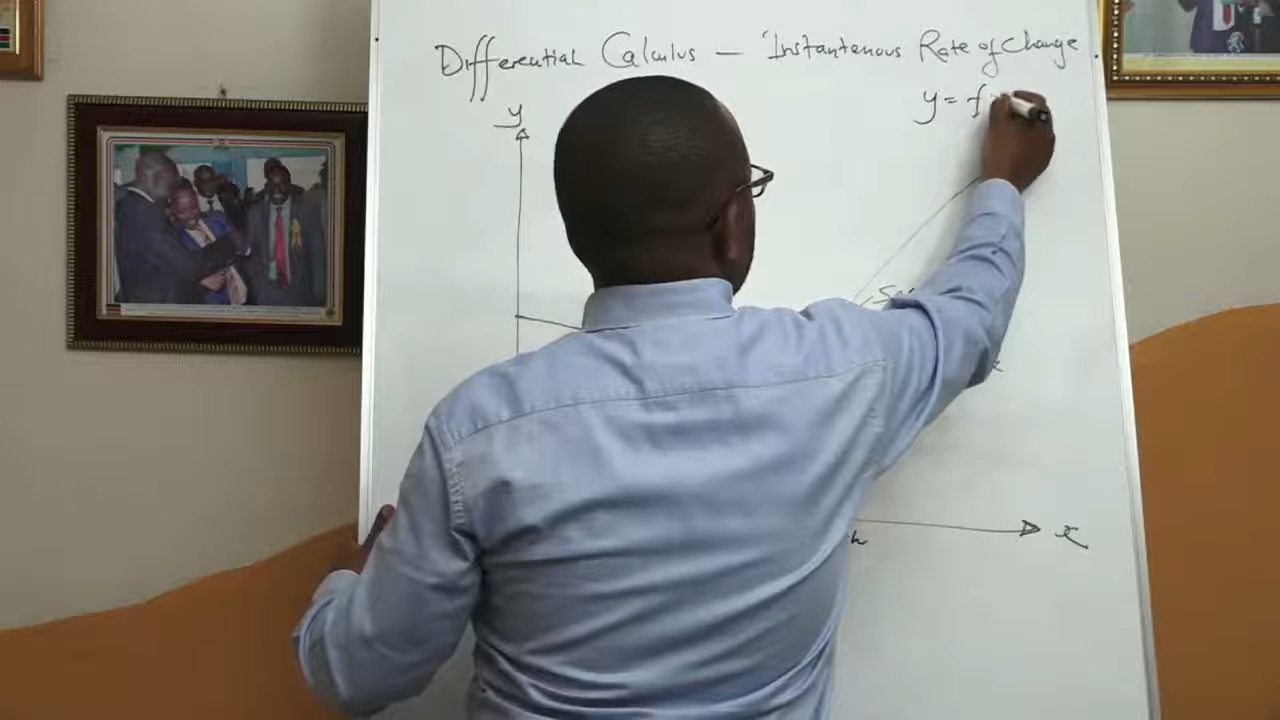 Differential Calculus — 'Instantenous Rate of Change
y = f
y
x